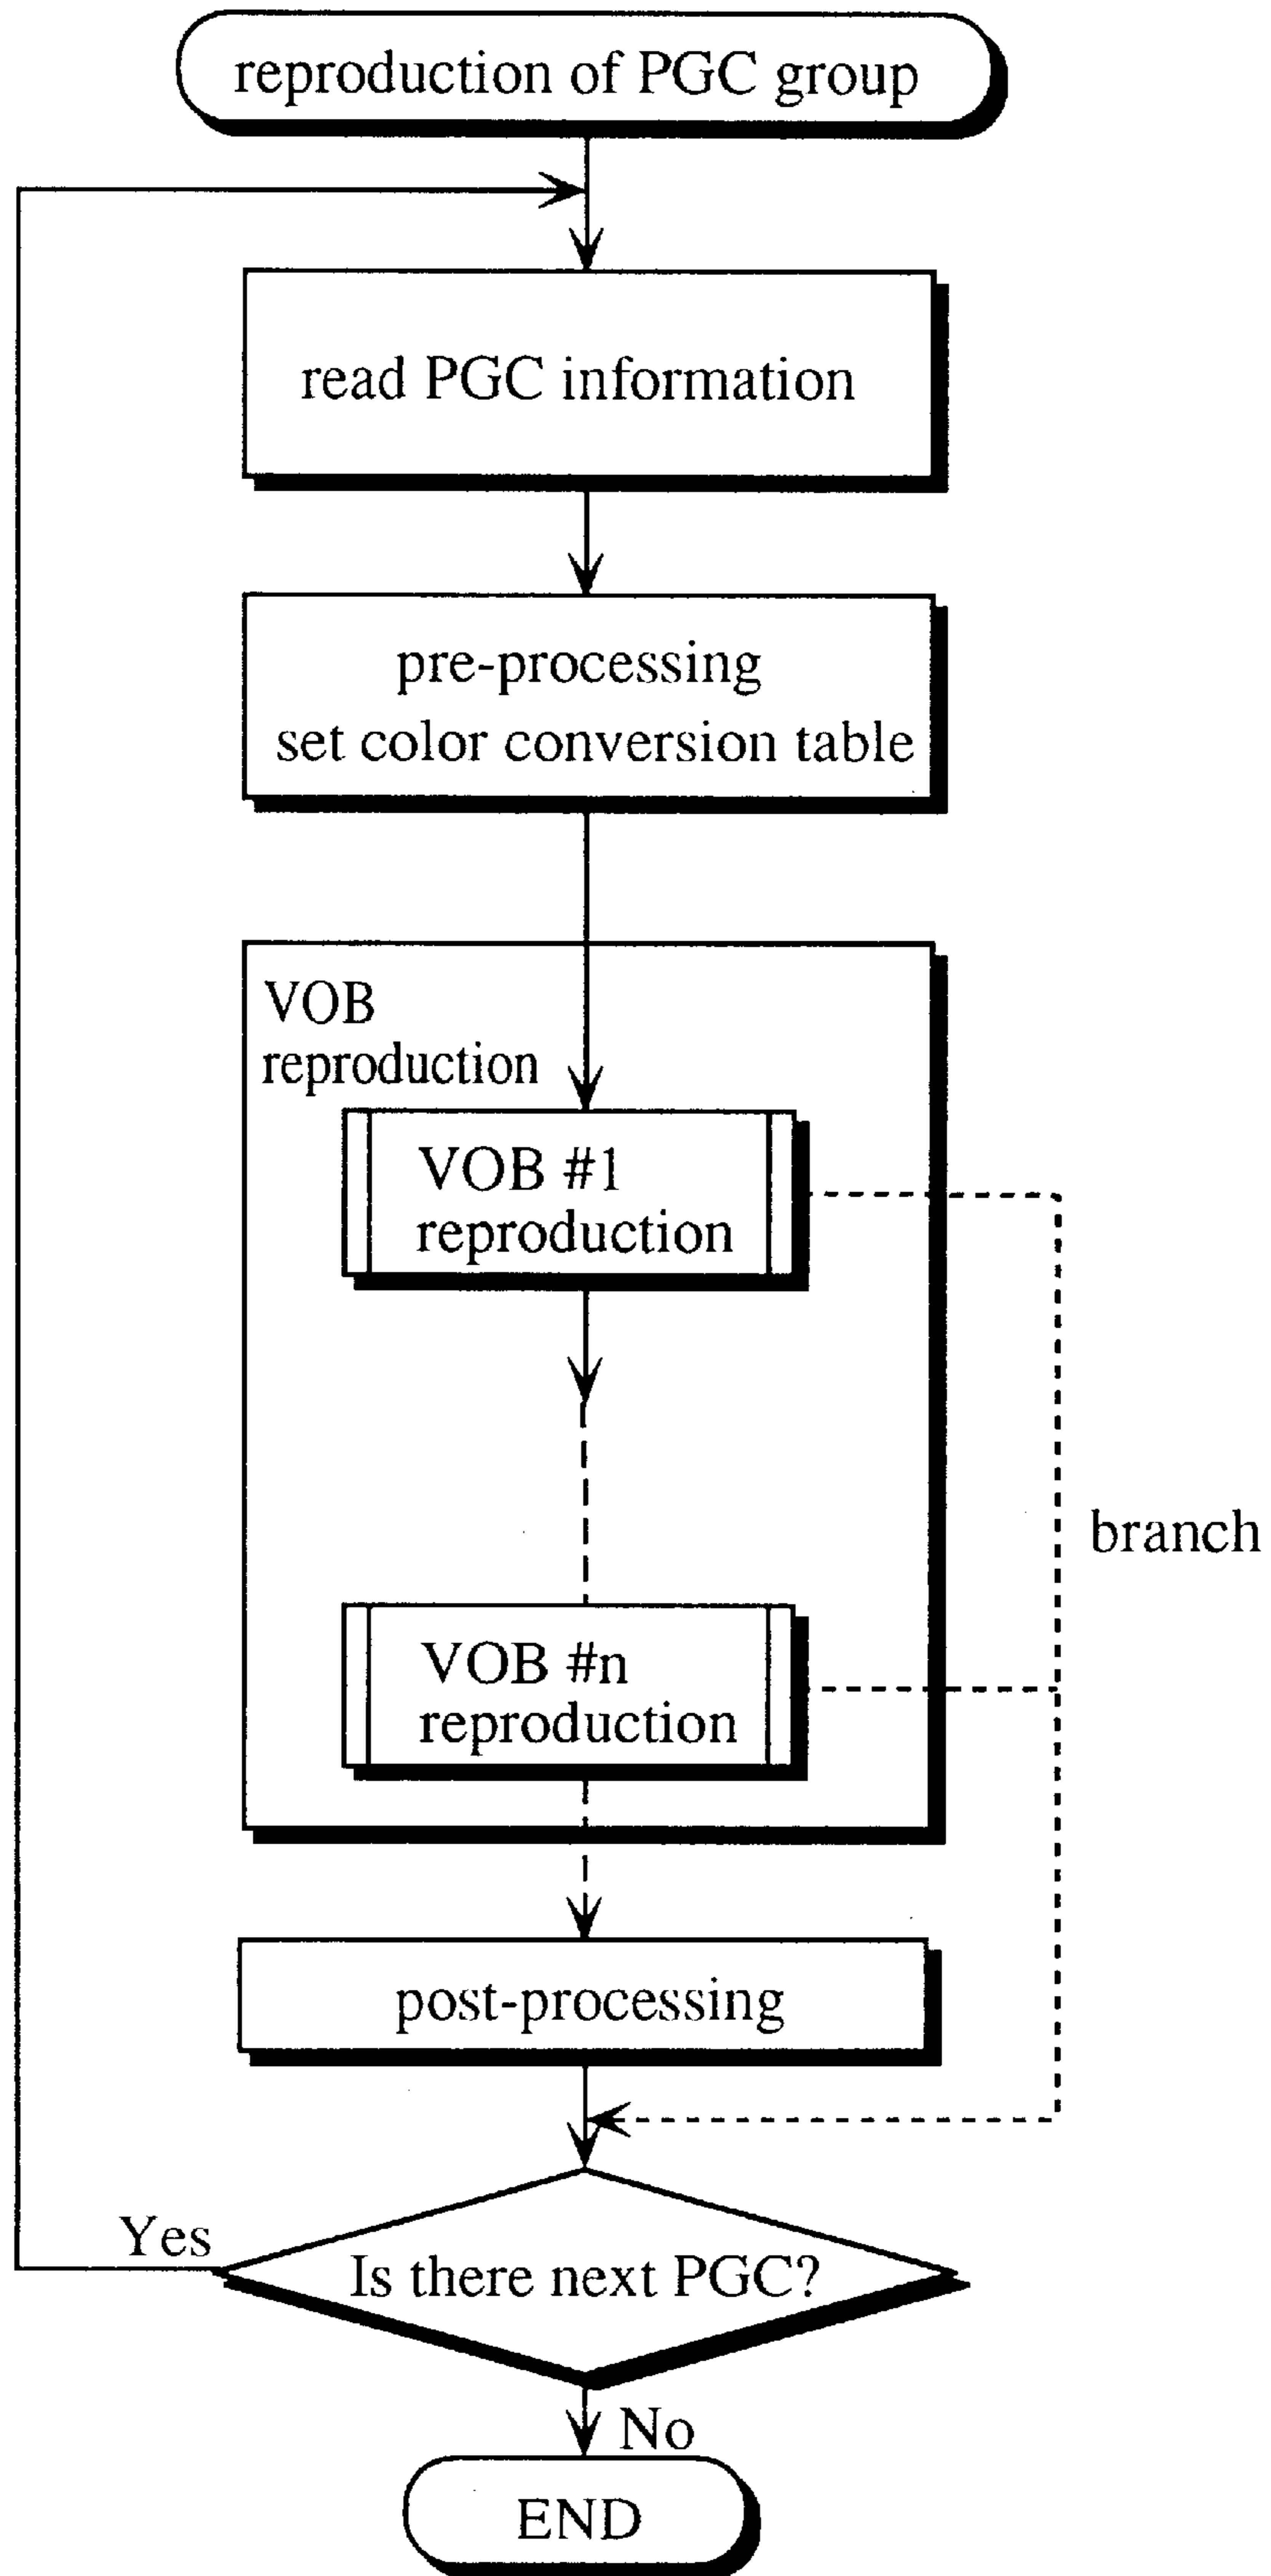 reproduction of PGC group
read PGC information
pre-processing
set color conversion table
VOB
reproduction
VOB #1
reproduction
branch
VOB #n
reproduction
post-processing
Yes
Is there next PGC?
No
END